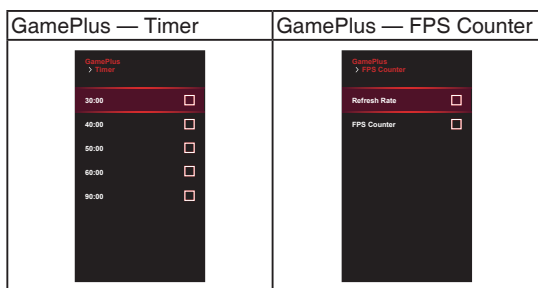 GamePlus — Timer
GamePlus
> Timer
30:00
40:00
50:00
60:00
90:00
GamePlus — FPS Counter
GamePlus
> FPS Counter
Refresh Rate
FPS Counter